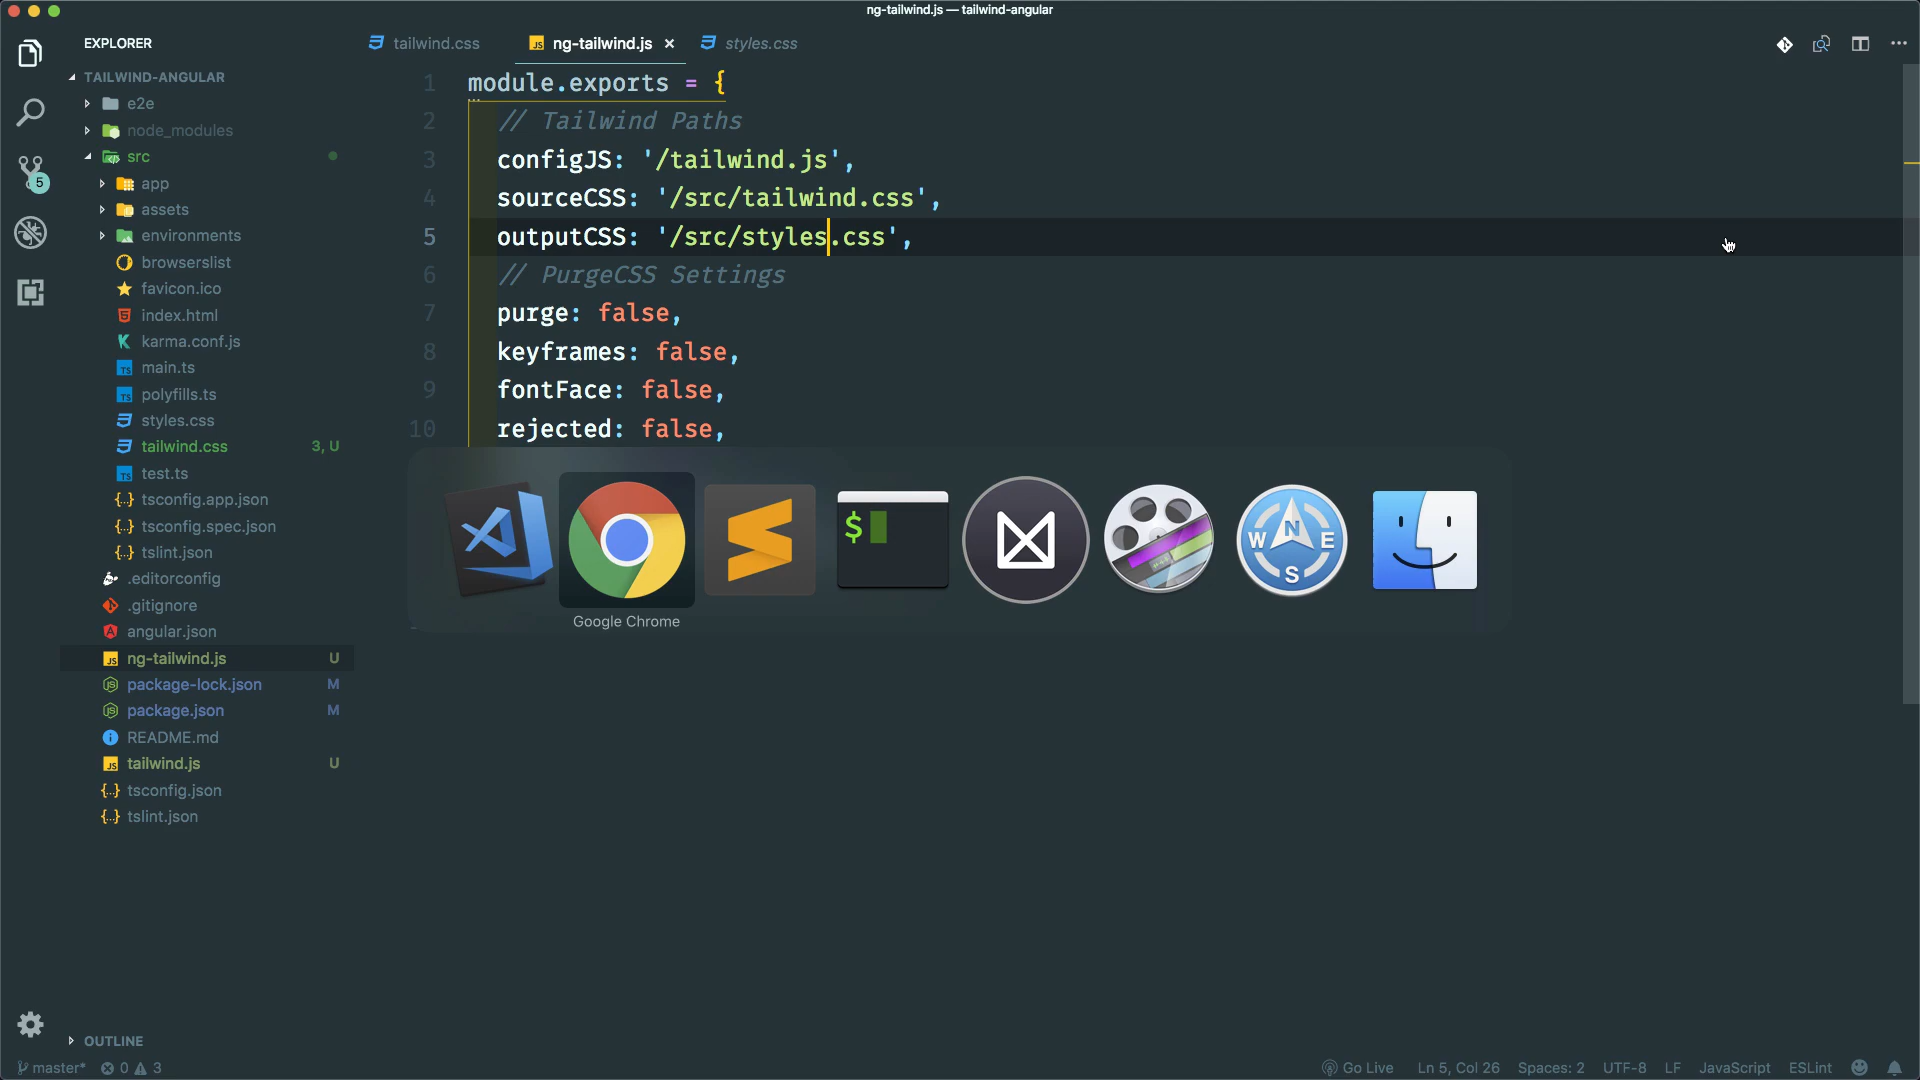 ng-tailwind.js — tailwind-angular
EXPLORER
TAILWIND-ANGULAR
e2e
node_modules
src
app
assets
environments
browserslist
favicon.ico
index.html
karma.conf.js
main.ts
polyfills.ts
styles.css
tailwind.css 3, U
test.ts
tsconfig.app.json
tsconfig.spec.json
tslint.json
.editorconfig
.gitignore
angular.json
ng-tailwind.js U
package-lock.json M
package.json M
README.md
tailwind.js U
tsconfig.json
tslint.json
OUTLINE
5
tailwind.css ng-tailwind.js × styles.css
1 module.exports = {
2 // Tailwind Paths
3 configJS: '/tailwind.js',
4 sourceCSS: '/src/tailwind.css',
5 outputCSS: '/src/styles.css',
6 // PurgeCSS Settings
7 purge: false,
8 keyframes: false,
9 fontFace: false,
10 rejected: false,
$
N
W E
S
Google Chrome
master* 0 3
Go Live Ln 5, Col 26 Spaces: 2 UTF-8 LF JavaScript ESLint